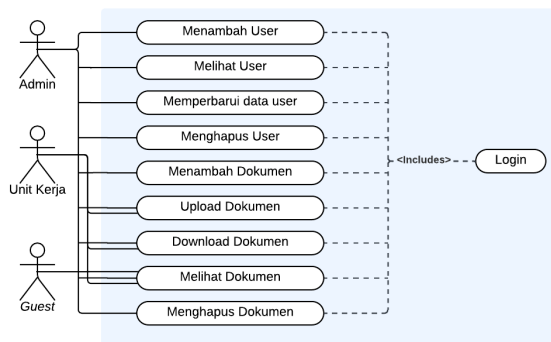 Menambah User
Melihat User
Admin
Memperbarui data user
Menghapus User
<Includes>
Login
Menambah Dokumen
Unit Kerja
Upload Dokumen
Download Dokumen
Melihat Dokumen
Guest
Menghapus Dokumen